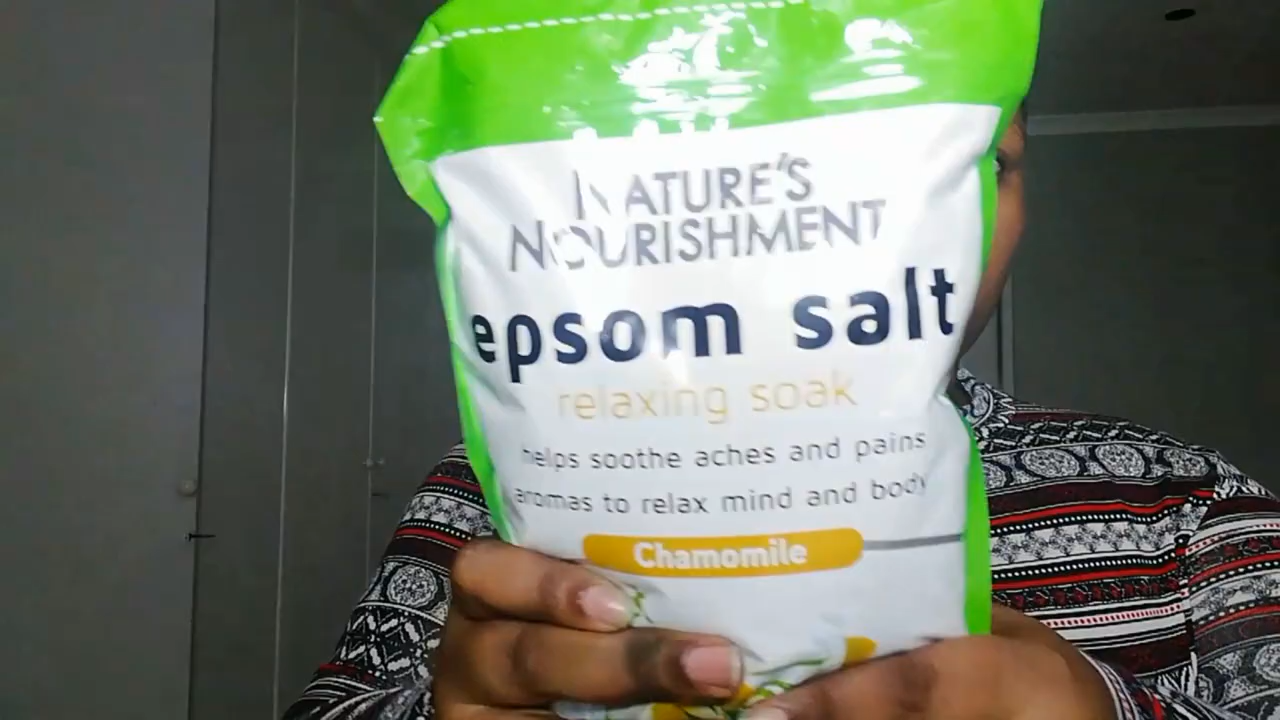 NATURE'S
NOURISHMENT
epsom salt
relaxing soak
helps soothe aches and pains
aromas to relax mind and body
Chamomile